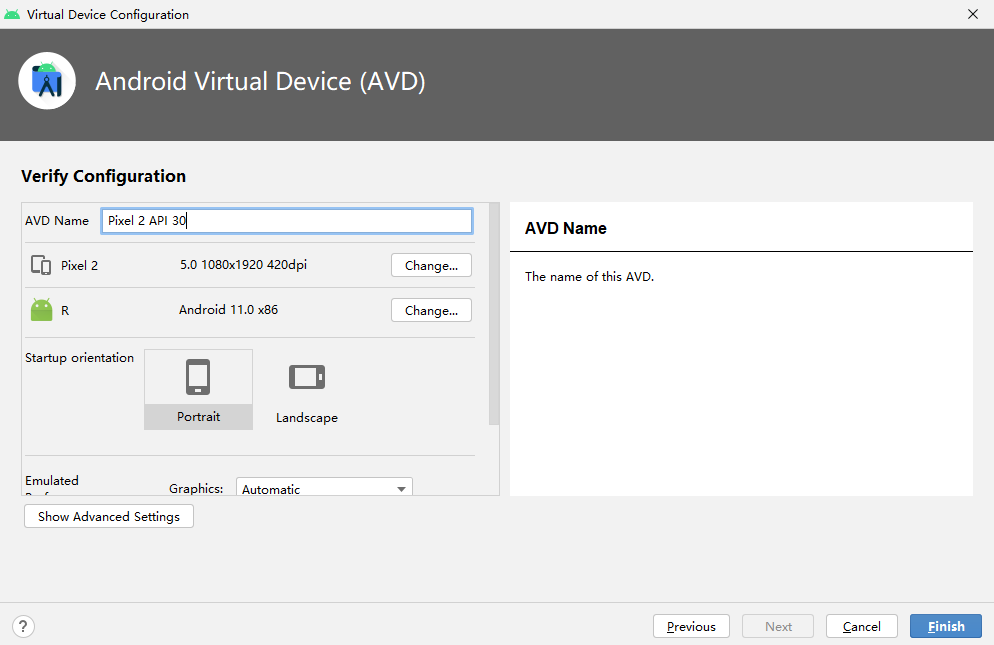 Virtual Device Configuration
Android Virtual Device (AVD)
Verify Configuration
AVD Name Pixel 2 API 30
Pixel 2 5.0 1080x1920 420dpi Change...
R Android 11.0 x86 Change...
Startup orientation
Portrait Landscape
Emulated
Graphics: Automatic
Show Advanced Settings
AVD Name
The name of this AVD.
? Previous Next Cancel Finish